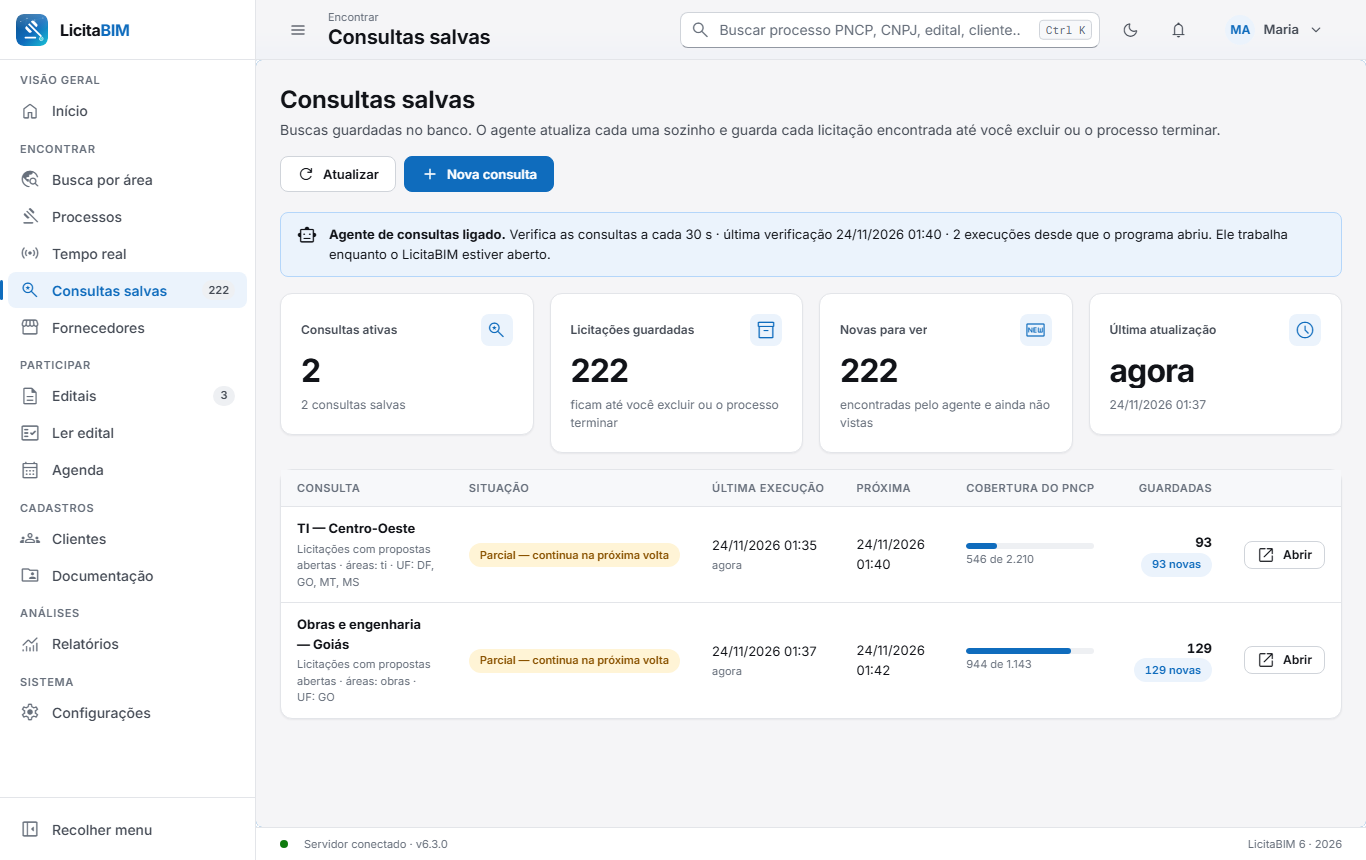 LicitaBIM
VISÃO GERAL
Início
ENCONTRAR
Busca por área
Processos
Tempo real
Consultas salvas 222
Fornecedores
PARTICIPAR
Editais 3
Ler edital
Agenda
CADASTROS
Clientes
Documentação
ANÁLISES
Relatórios
SISTEMA
Configurações
Recolher menu
Encontrar
Consultas salvas
Buscar processo PNCP, CNPJ, edital, cliente.. Ctrl K
MA Maria
Consultas salvas
Buscas guardadas no banco. O agente atualiza cada uma sozinho e guarda cada licitação encontrada até você excluir ou o processo terminar.
Atualizar
Nova consulta
Agente de consultas ligado. Verifica as consultas a cada 30 s · última verificação 24/11/2026 01:40 · 2 execuções desde que o programa abriu. Ele trabalha
enquanto o LicitaBIM estiver aberto.
Consultas ativas
2
2 consultas salvas
Licitações guardadas
222
ficam até você excluir ou o processo
terminar
Novas para ver
NEW
222
encontradas pelo agente e ainda não
vistas
Última atualização
agora
24/11/2026 01:37
CONSULTA SITUAÇÃO ÚLTIMA EXECUÇÃO PRÓXIMA COBERTURA DO PNCP GUARDADAS
TI — Centro-Oeste
Licitações com propostas
abertas · áreas: ti · UF: DF,
GO, MT, MS
Parcial — continua na próxima volta
24/11/2026 01:35
agora
24/11/2026
01:40
546 de 2.210
93
93 novas
Abrir
Obras e engenharia
— Goiás
Licitações com propostas
abertas · áreas: obras ·
UF: GO
Parcial — continua na próxima volta
24/11/2026 01:37
agora
24/11/2026
01:42
944 de 1.143
129
129 novas
Abrir
Servidor conectado · v6.3.0
LicitaBIM 6 · 2026